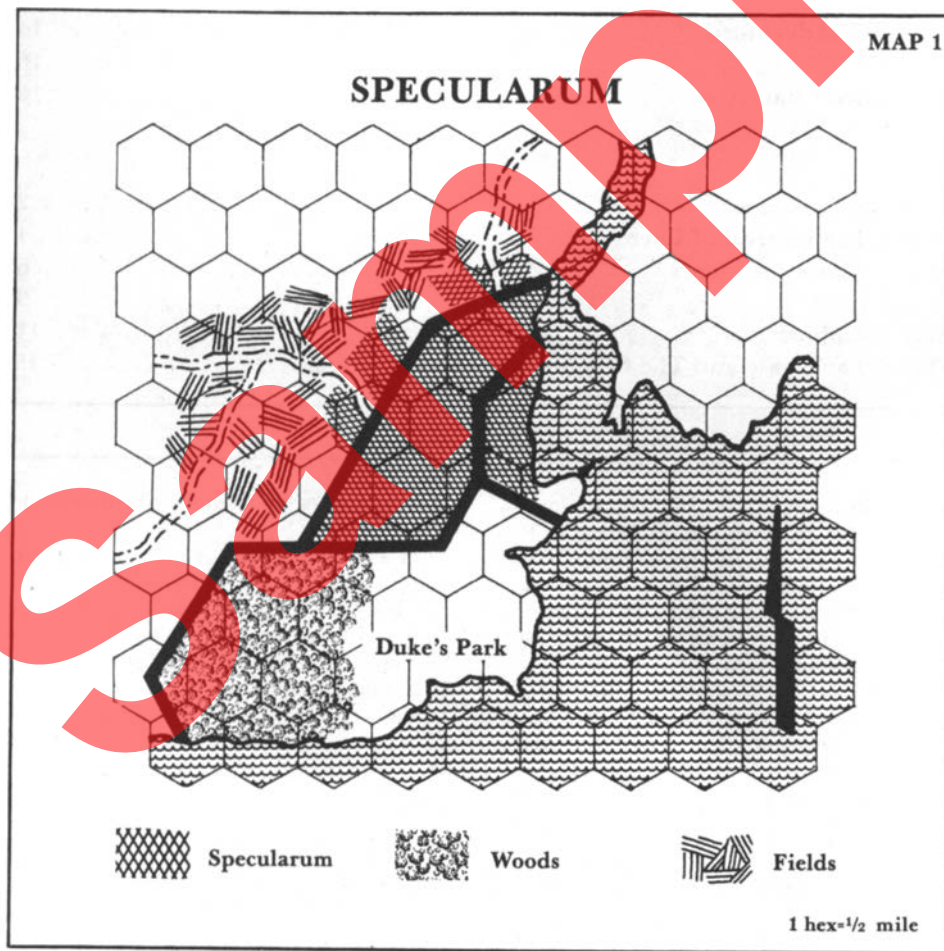 MAP 1
SPECULARUM
Duke's Park
Specularum
Woods
Fields
1 hex=1/2 mile
Sample